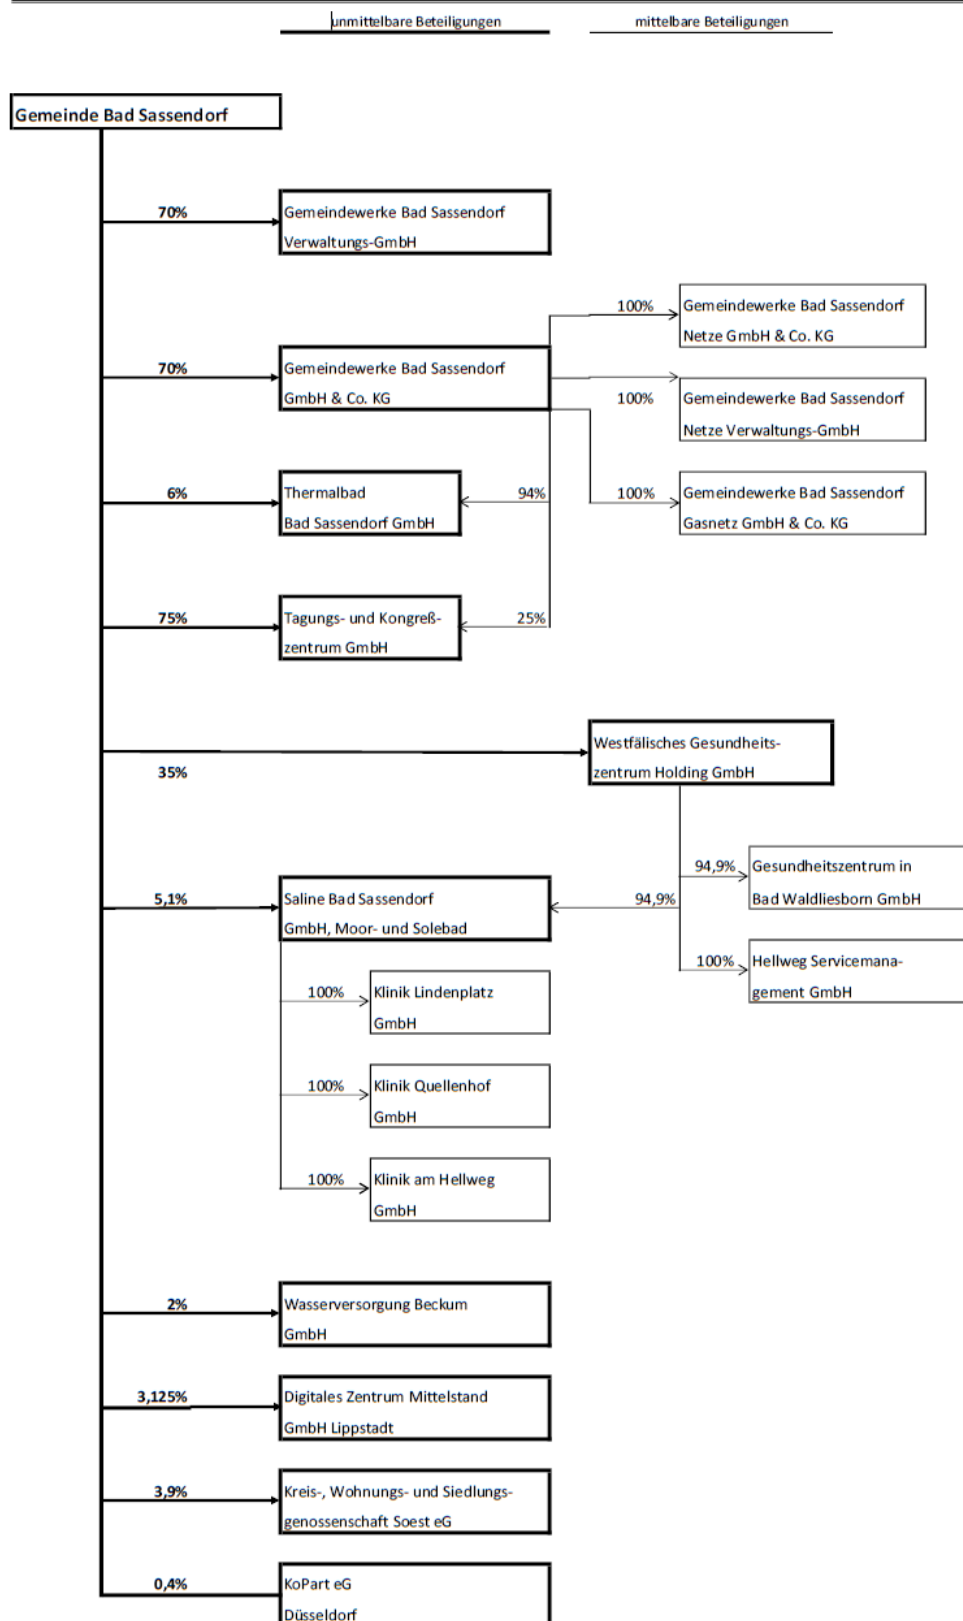 unmittelbare Beteiligungen
mittelbare Beteiligungen
Gemeinde Bad Sassendorf
70%
Gemeindewerke Bad Sassendorf
Verwaltungs-GmbH
100%
Gemeindewerke Bad Sassendorf
Netze GmbH & Co. KG
70%
Gemeindewerke Bad Sassendorf
GmbH & Co. KG
100%
Gemeindewerke Bad Sassendorf
Netze Verwaltungs-GmbH
6%
Thermalbad
Bad Sassendorf GmbH
94%
100%
Gemeindewerke Bad Sassendorf
Gasnetz GmbH & Co. KG
75%
Tagungs- und Kongreß-
zentrum GmbH
25%
35%
Westfälisches Gesundheits-
zentrum Holding GmbH
94,9%
Gesundheitszentrum in
Bad Waldliesborn GmbH
5,1%
Saline Bad Sassendorf
GmbH, Moor- und Solebad
94,9%
100%
Hellweg Servicemana-
gement GmbH
100%
Klinik Lindenplatz
GmbH
100%
Klinik Quellenhof
GmbH
100%
Klinik am Hellweg
GmbH
2%
Wasserversorgung Beckum
GmbH
3,125%
Digitales Zentrum Mittelstand
GmbH Lippstadt
3,9%
Kreis-, Wohnungs- und Siedlungs-
genossenschaft Soest eG
0,4%
KoPart eG
Düsseldorf